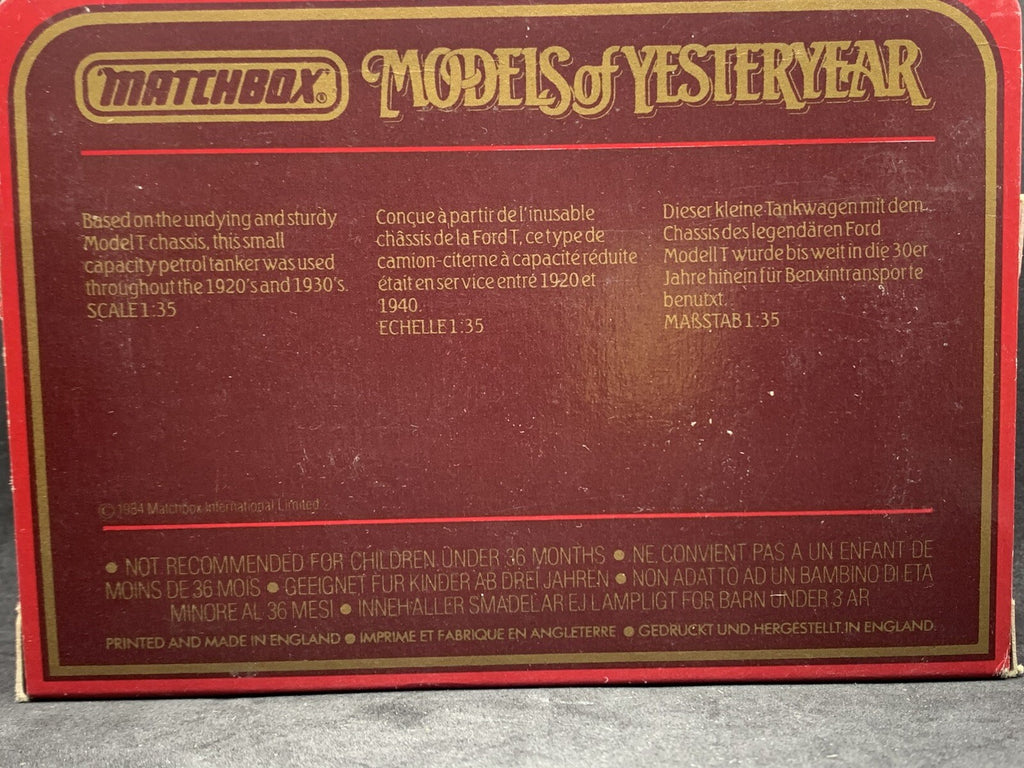 MATCHBOX® MODELS of YESTERYEAR
Based on the undying and sturdy
Model T chassis, this small
capacity petrol tanker was used
throughout the 1920's and 1930's.
SCALE 1:35
Conçue à partir de l'inusable
châssis de la Ford T, ce type de
camion-citerne à capacité réduite
était en ser vice entré 1920 et
1940.
ECHELLE 1:35
Dieser kleine Tankwagen mit dem
Chassis des legendären Ford
Modell T wurde bis weit in die 30er
Jahre hinein für Benxintransporte
benutxt.
MAßSTAB 1:35
© 1984 Matchbox International Limited
● NOT RECOMMENDED FOR CHILDREN UNDER 36 MONTHS ● NE CONVIENT PAS A UN ENFANT DE
MOINS DE 36 MOIS ● GEEIGNET FUR KINDER AB DREI JAHREN ● NON ADATTO AD UN BAMBINO DI ETA
MINORE AL 36 MESI ● INNEHALLER SMADELAR EJ LAMPLIGT FOR BARN UNDER 3 AR
PRINTED AND MADE IN ENGLAND ● IMPRIME ET FABRIQUE EN ANGLETERRE ● GEDRUCKT UND HERGESTELLT IN ENGLAND.